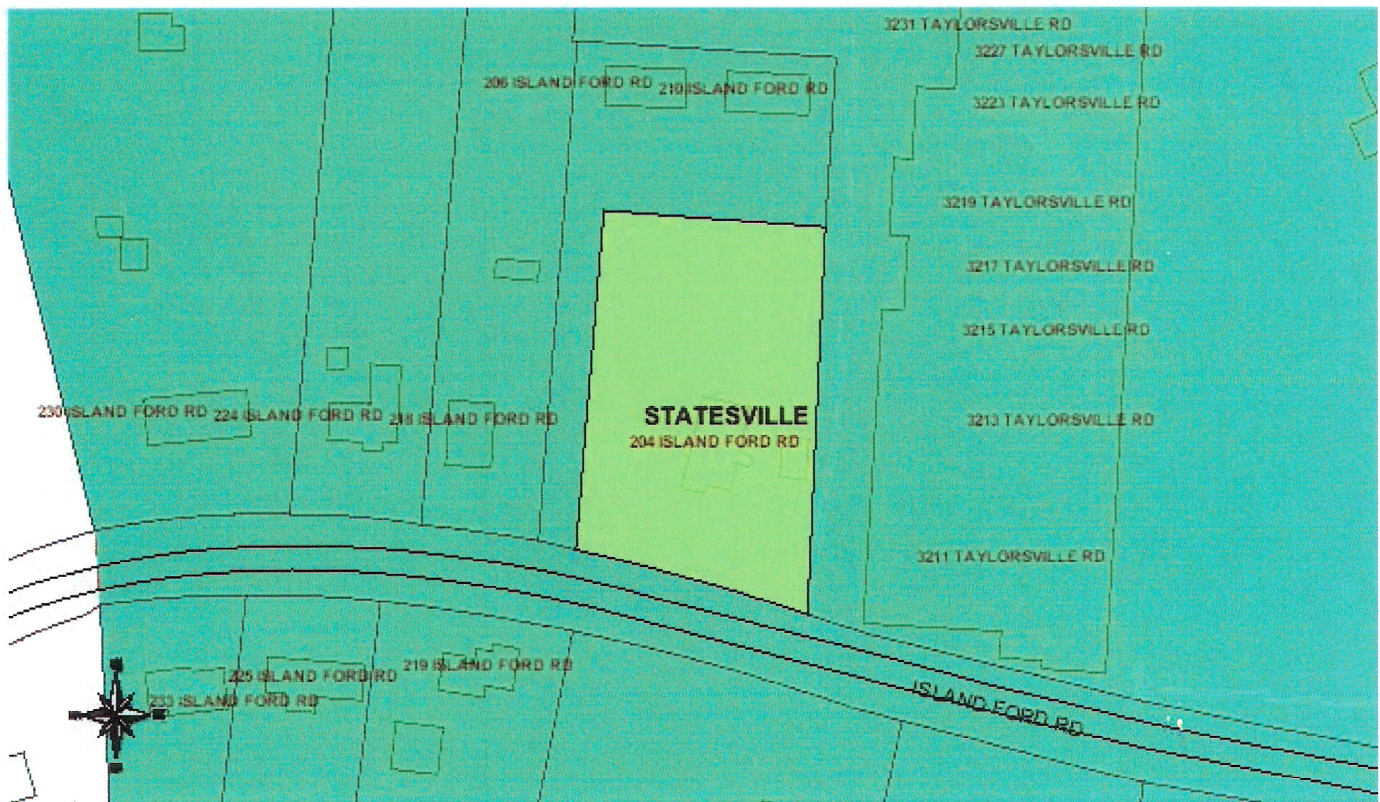 3231 TAYLORSVILLE RD
3227 TAYLORSVILLE RD
206 ISLAND FORD RD
210 ISLAND FORD RD
3223 TAYLORSVILLE RD
3219 TAYLORSVILLE RD
3217 TAYLORSVILLE RD
3215 TAYLORSVILLE RD
230 ISLAND FORD RD
224 ISLAND FORD RD
218 ISLAND FORD RD
STATESVILLE
204 ISLAND FORD RD
3213 TAYLORSVILLE RD
3211 TAYLORSVILLE RD
219 ISLAND FORD RD
225 ISLAND FORD RD
233 ISLAND FORD RD
ISLAND FORD RD